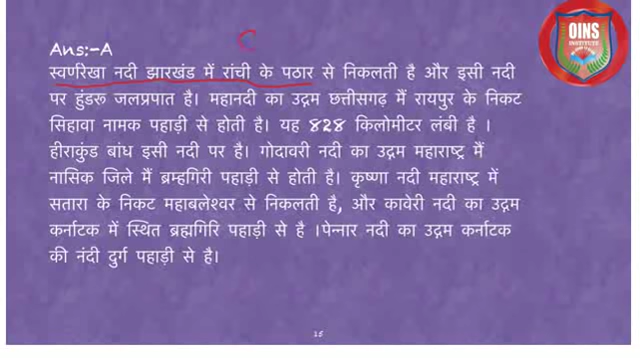 Ans:-A
स्वर्णरेखा नदी झारखंड में रांची के पठार से निकलती है और इसी नदी
पर हुंडरू जलप्रपात है। महानदी का उद्गम छत्तीसगढ़ मैं रायपुर के निकट
सिहावा नामक पहाड़ी से होती है। यह 828 किलोमीटर लंबी है ।
हीराकुंड बांध इसी नदी पर है। गोदावरी नदी का उद्गम महाराष्ट्र मैं
नासिक जिले मैं ब्रम्हगिरी पहाड़ी से होती है। कृष्णा नदी महाराष्ट्र में
सतारा के निकट महाबलेश्वर से निकलती है, और कावेरी नदी का उद्गम
कर्नाटक में स्थित ब्रह्मगिरि पहाड़ी से है ।पेन्नार नदी का उद्गम कर्नाटक
की नंदी दुर्ग पहाड़ी से है।
OINS
INSTITUTE